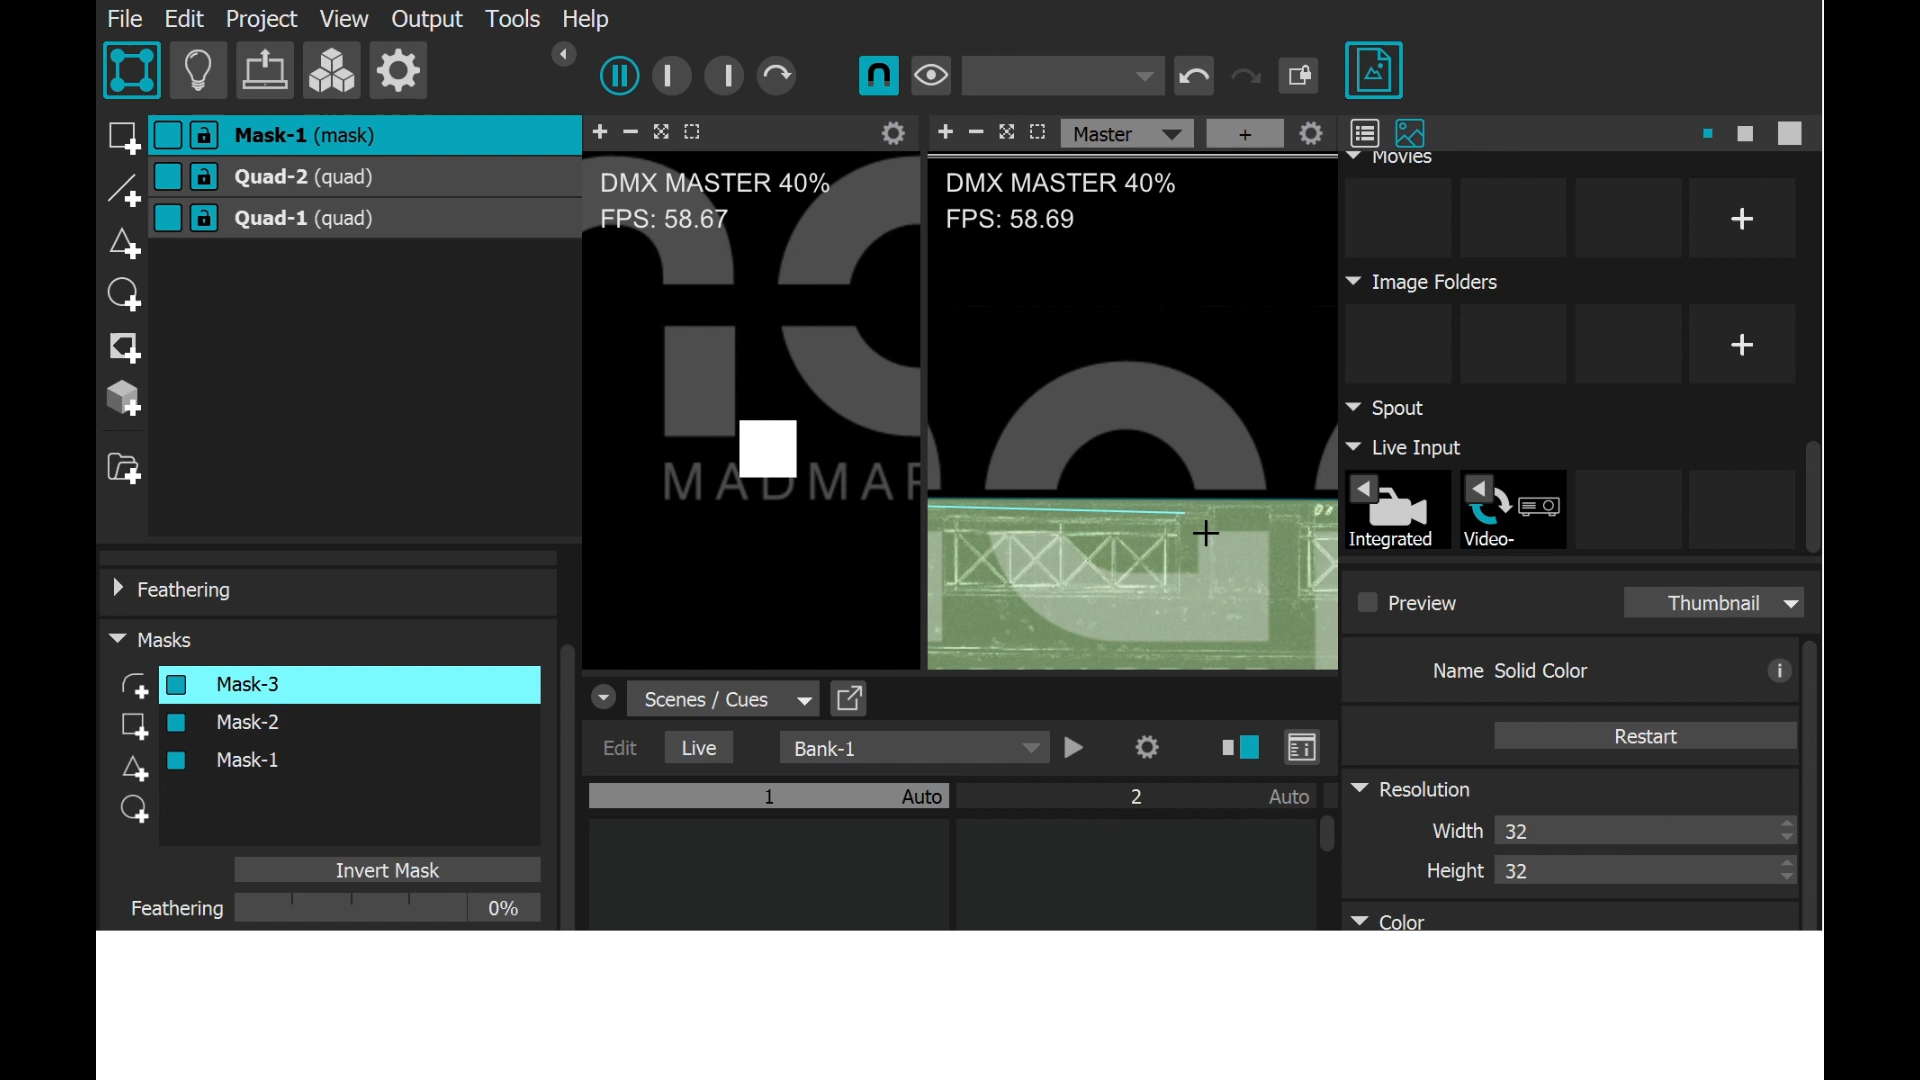 File Edit Project View Output Tools Help
Mask-1 (mask)
Quad-2 (quad)
Quad-1 (quad)
Master
DMX MASTER 40%
FPS: 58.67
MADMAP
DMX MASTER 40%
FPS: 58.69
Movies
Image Folders
Spout
Live Input
Integrated
Video-
Feathering
Masks
Mask-3
Mask-2
Mask-1
Invert Mask
Feathering 0%
Scenes / Cues
Edit Live Bank-1
1 Auto 2 Auto
Preview Thumbnail
Name Solid Color
Restart
Resolution
Width 32
Height 32
Color